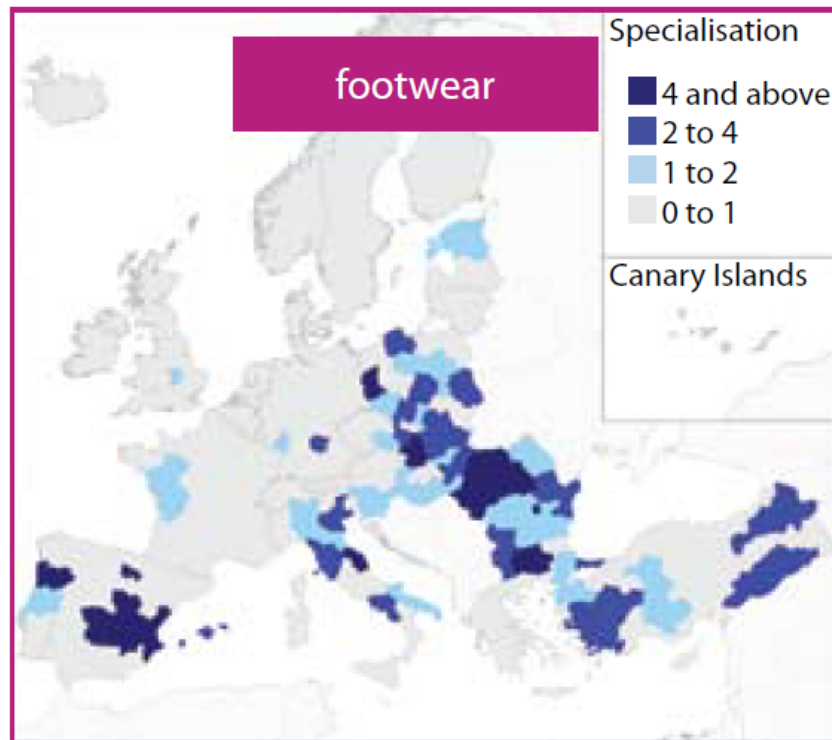 footwear
Specialisation
4 and above
2 to 4
1 to 2
0 to 1
Canary Islands